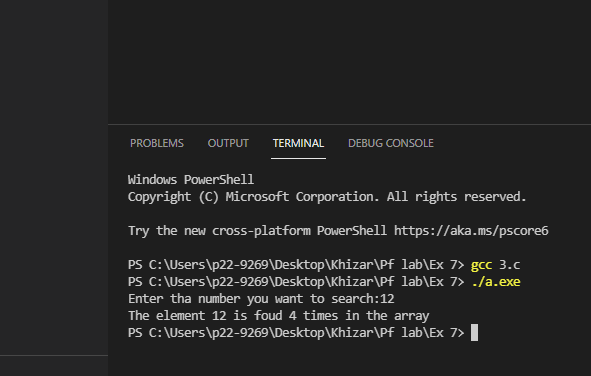 PROBLEMS OUTPUT TERMINAL DEBUG CONSOLE
Windows PowerShell
Copyright (C) Microsoft Corporation. All rights reserved.
Try the new cross-platform PowerShell https://aka.ms/pscore6
PS C:\Users\p22-9269\Desktop\Khizar\Pf lab\Ex 7> gcc 3.c
PS C:\Users\p22-9269\Desktop\Khizar\Pf lab\Ex 7> ./a.exe
Enter tha number you want to search:12
The element 12 is foud 4 times in the array
PS C:\Users\p22-9269\Desktop\Khizar\Pf lab\Ex 7>